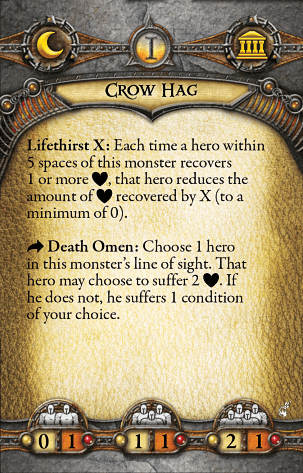 I
CROW HAG
Lifethirst X: Each time a hero within
5 spaces of this monster recovers
1 or more ♥, that hero reduces the
amount of ♥ recovered by X (to a
minimum of 0).
Death Omen: Choose 1 hero
in this monster's line of sight. That
hero may choose to suffer 2 ♥. If
he does not, he suffers 1 condition
of your choice.
0 1 1 1 2 1